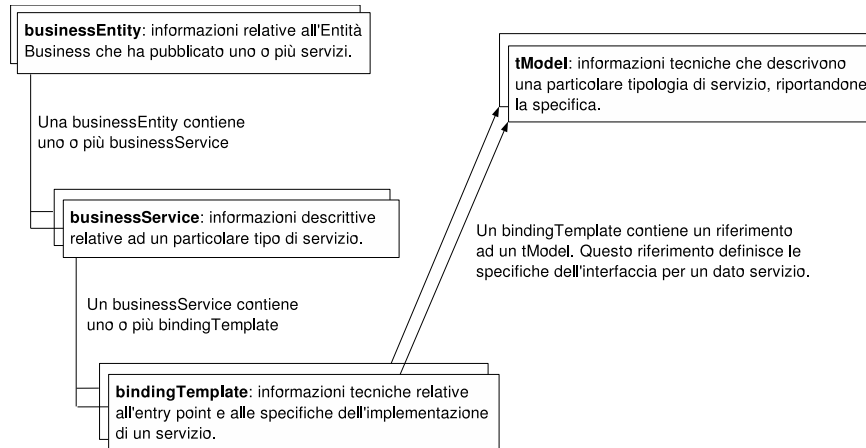 businessEntity: informazioni relative all'Entità
Business che ha pubblicato uno o più servizi.
tModel: informazioni tecniche che descrivono
una particolare tipologia di servizio, riportandone
la specifica.
Una businessEntity contiene
uno o più businessService
businessService: informazioni descrittive
relative ad un particolare tipo di servizio.
Un bindingTemplate contiene un riferimento
ad un tModel. Questo riferimento definisce le
specifiche dell'interfaccia per un dato servizio.
Un businessService contiene
uno o più bindingTemplate
bindingTemplate: informazioni tecniche relative
all'entry point e alle specifiche dell'implementazione
di un servizio.